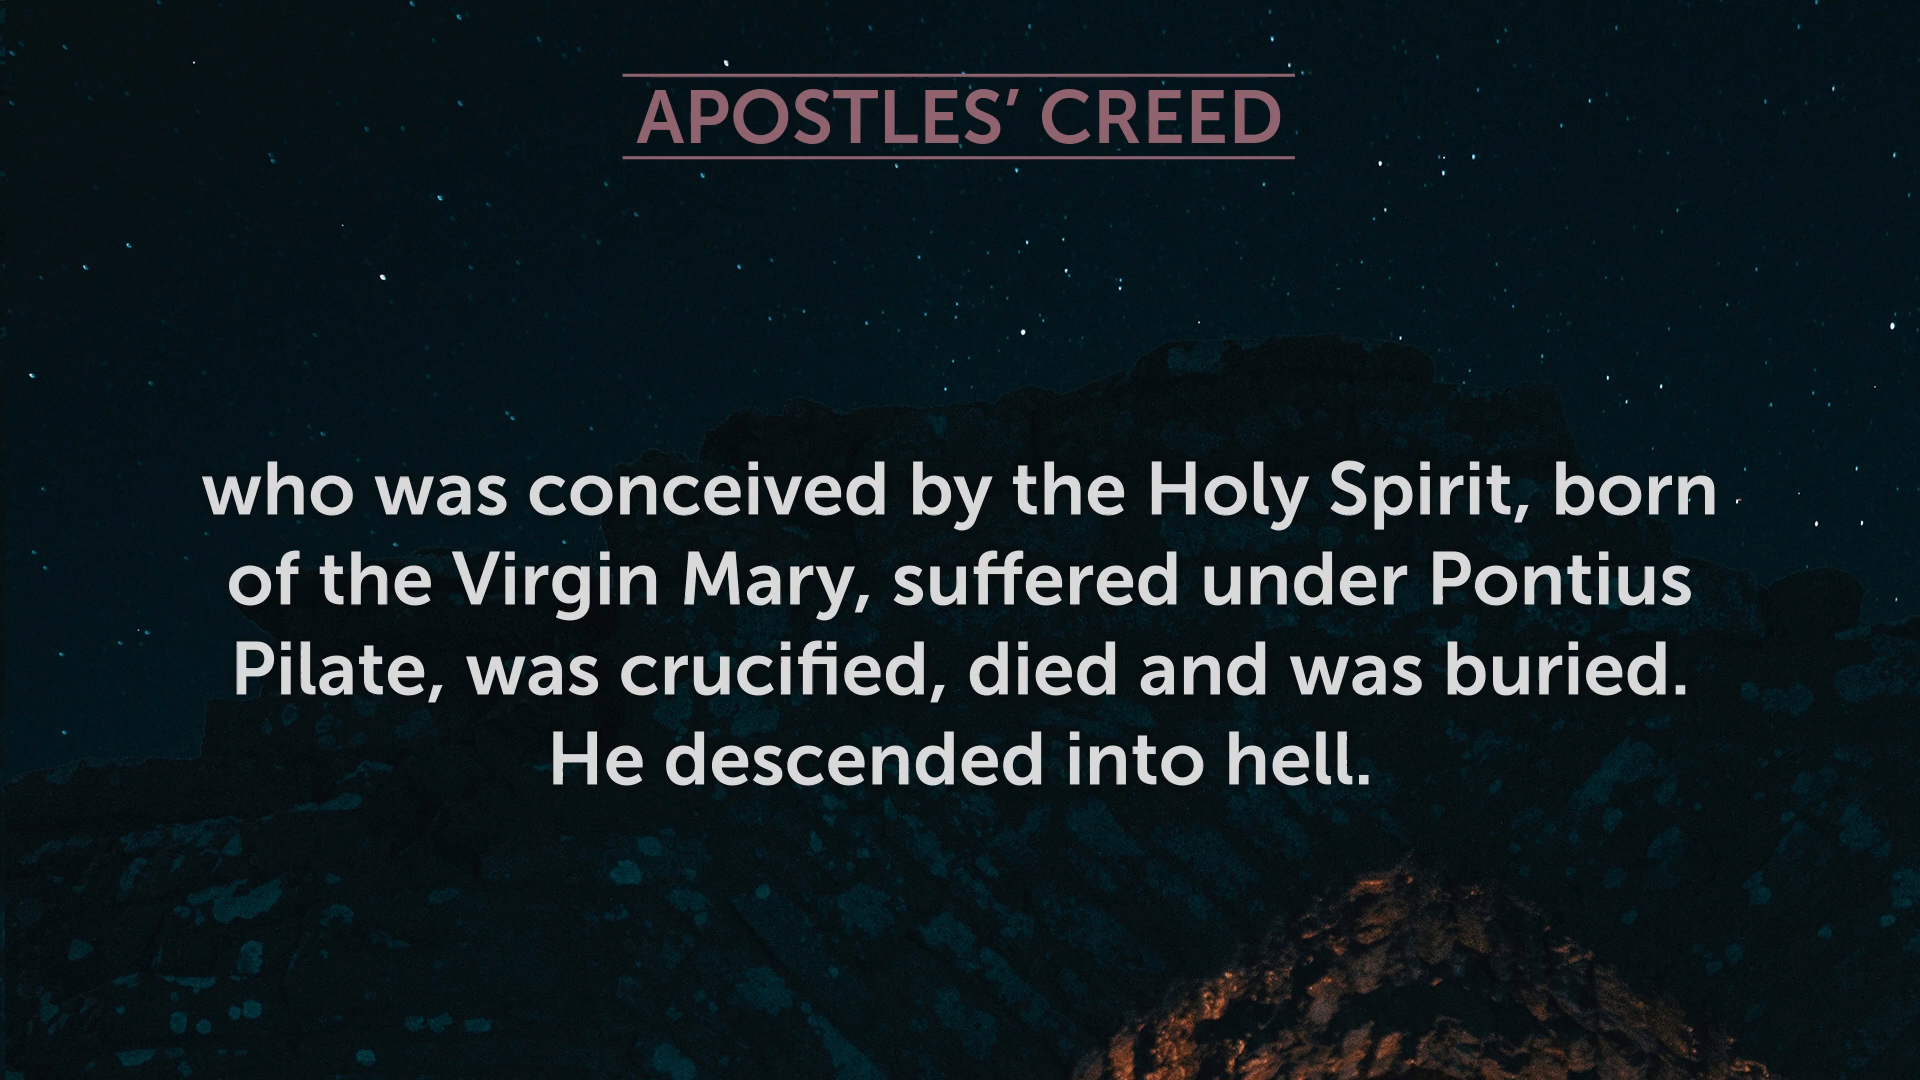 APOSTLES’ CREED
who was conceived by the Holy Spirit, born
of the Virgin Mary, suffered under Pontius
Pilate, was crucified, died and was buried.
He descended into hell.